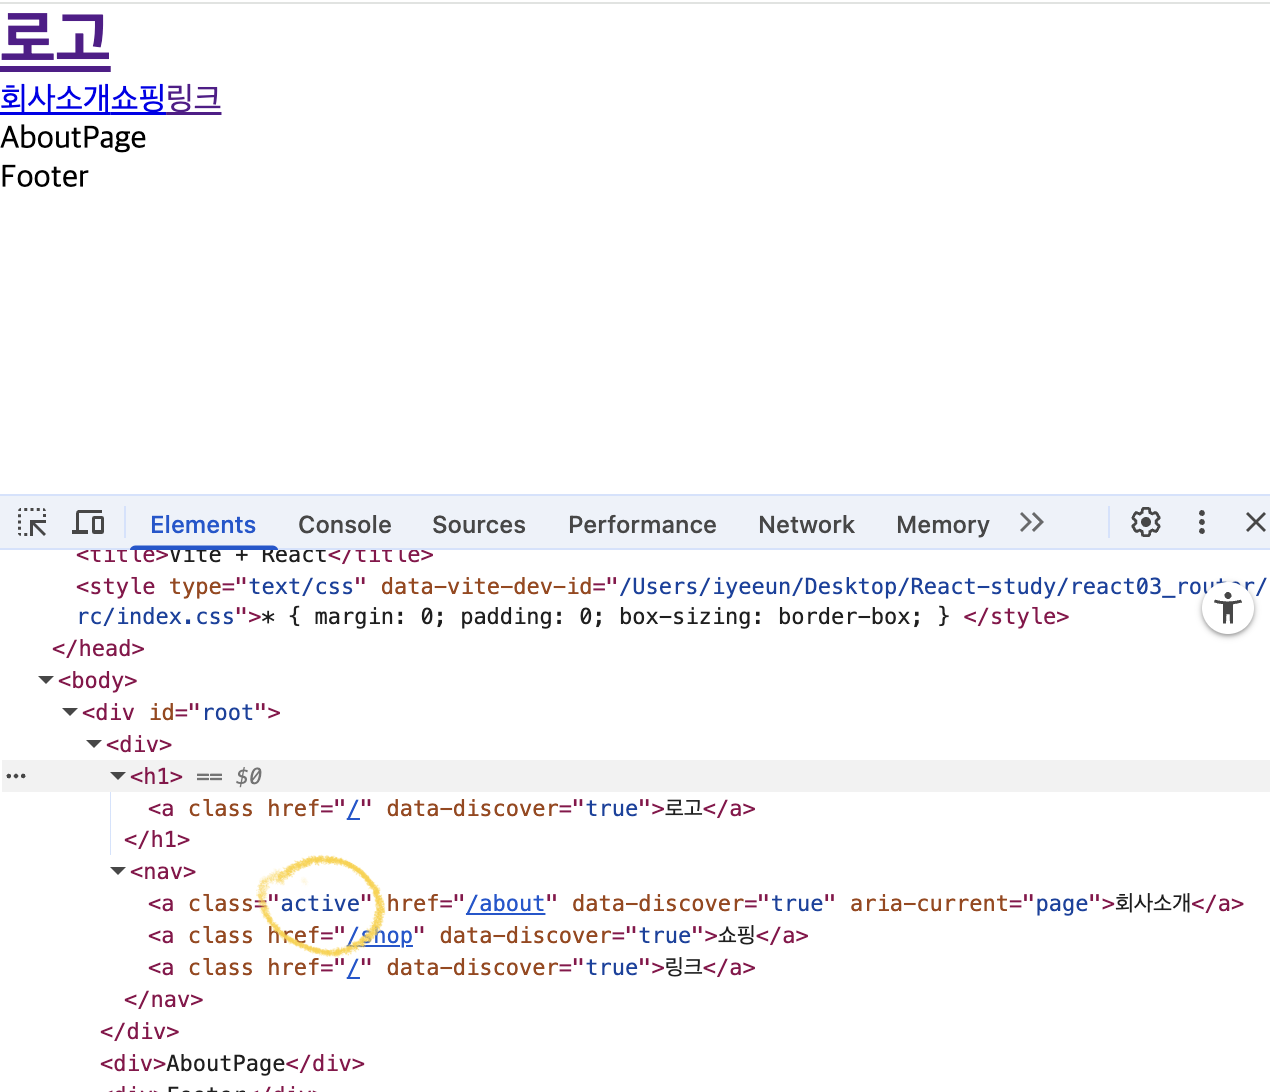 로고
회사소개쇼핑링크
AboutPage
Footer
Elements Console Sources Performance Network Memory
<title>Vite + React</title>
<style type="text/css" data-vite-dev-id="/Users/iyeeun/Desktop/React-study/react03_router/
rc/index.css">* { margin: 0; padding: 0; box-sizing: border-box; } </style>
</head>
<body>
<div id="root">
<div>
<h1> == $0
<a class href="/" data-discover="true">로고</a>
</h1>
<nav>
<a class="active" href="/about" data-discover="true" aria-current="page">회사소개</a>
<a class href="/shop" data-discover="true">쇼핑</a>
<a class href="/" data-discover="true">링크</a>
</nav>
</div>
<div>AboutPage</div>
<div>Footer</div>